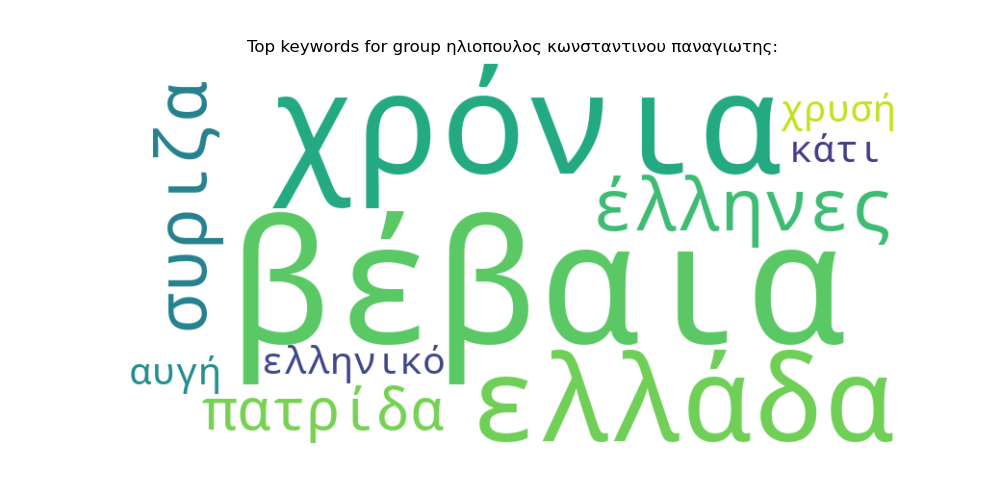 Top keywords for group ηλιοπουλος κωνσταντινου παναγιωτης:
συριζα
χρόνια
χρυσή
κάτι
έλληνες
βέβαια
αυγή
ελληνικό
πατρίδα
ελλάδα